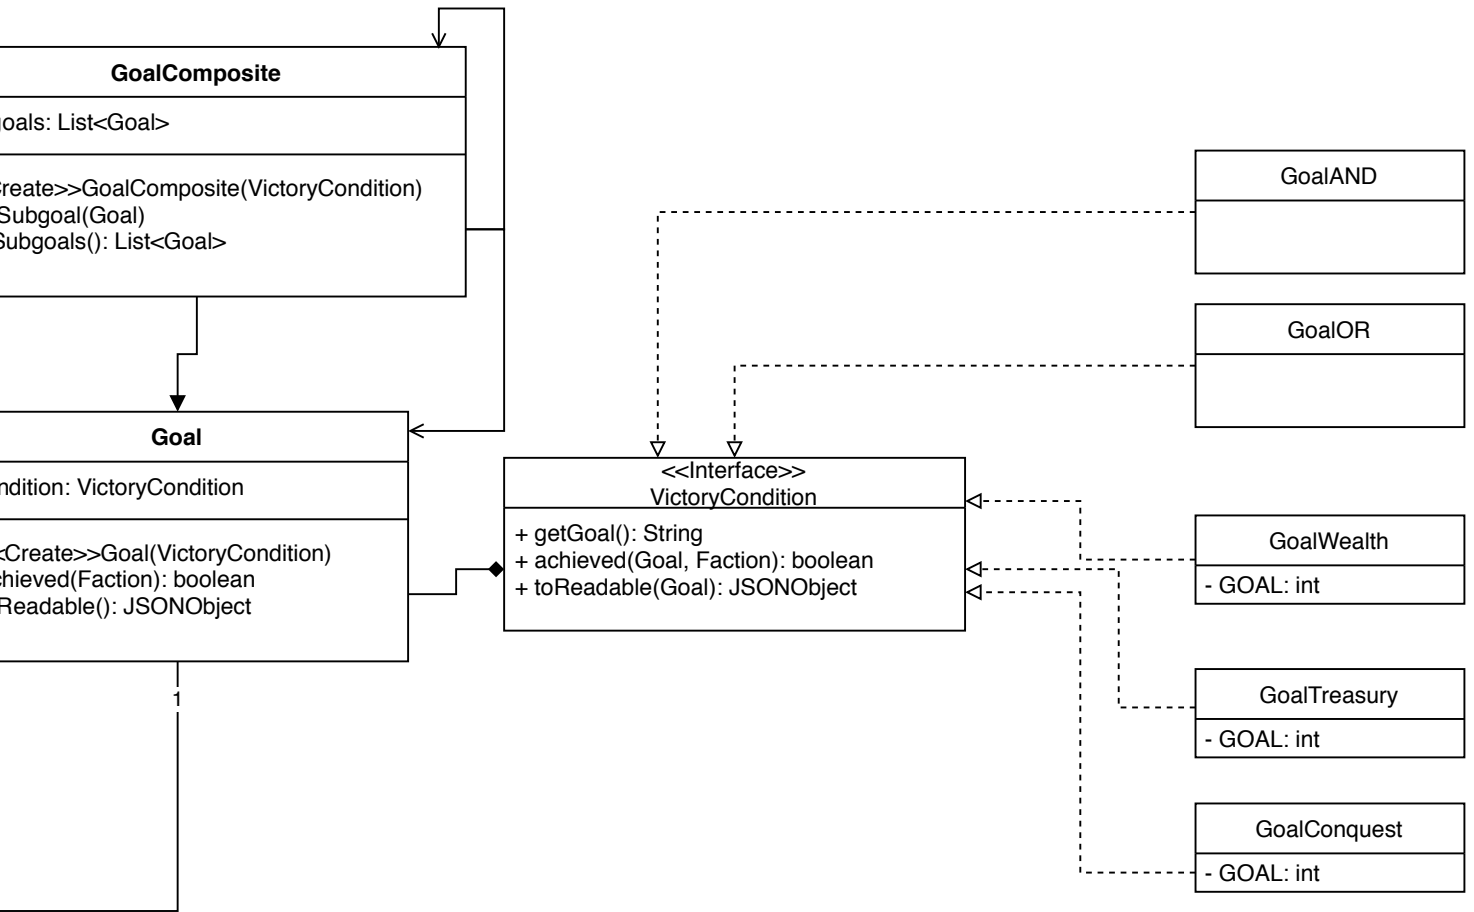 GoalComposite
oals: List<Goal>
reate>>GoalComposite(VictoryCondition)
Subgoal(Goal)
Subgoals(): List<Goal>
Goal
ndition: VictoryCondition
<Create>>Goal(VictoryCondition)
chieved(Faction): boolean
Readable(): JSONObject
1
<<Interface>>
VictoryCondition
+ getGoal(): String
+ achieved(Goal, Faction): boolean
+ toReadable(Goal): JSONObject
GoalAND
GoalOR
GoalWealth
- GOAL: int
GoalTreasury
- GOAL: int
GoalConquest
- GOAL: int